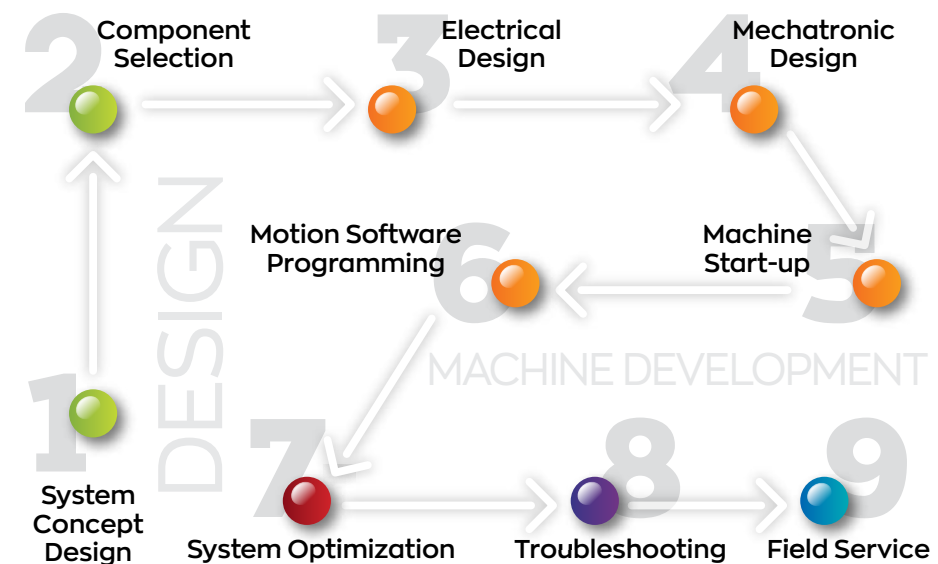 1
System
Concept
Design
DESIGN
2
Component
Selection
3
Electrical
Design
4
Mechatronic
Design
5
Machine
Start-up
6
Motion Software
Programming
MACHINE DEVELOPMENT
7
System Optimization
8
Troubleshooting
9
Field Service